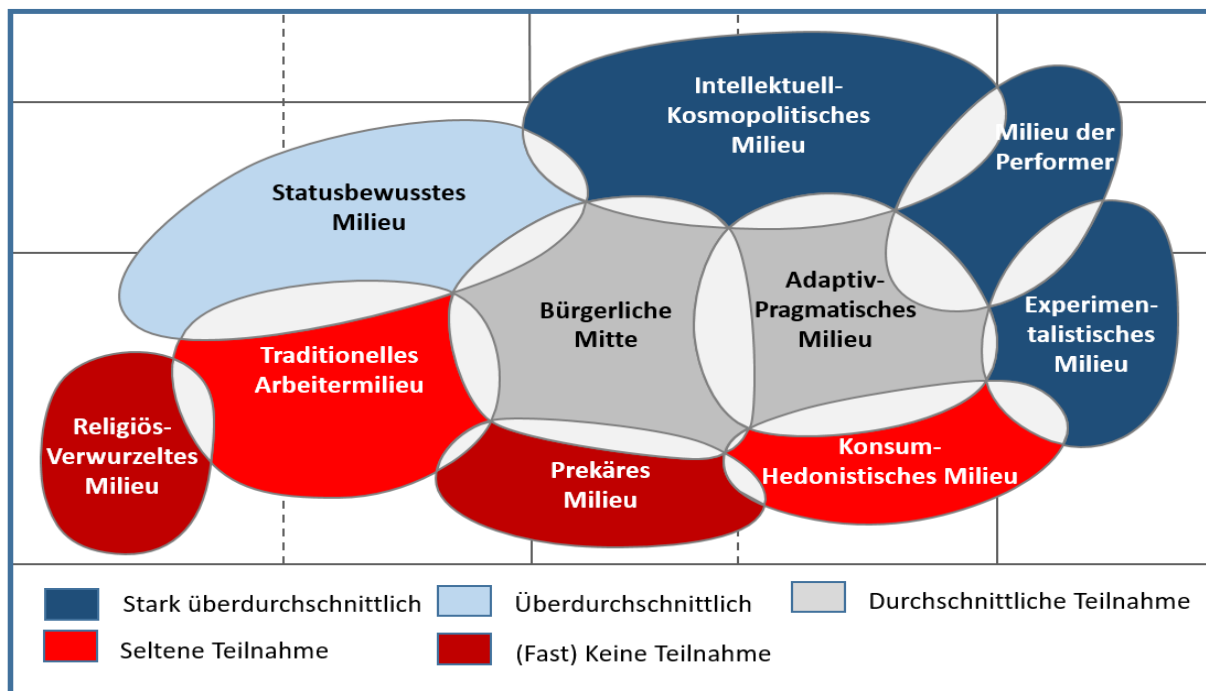 Intellektuell-
Kosmopolitisches
Milieu
Milieu der
Performer
Statusbewusstes
Milieu
Bürgerliche
Mitte
Adaptiv-
Pragmatisches
Milieu
Experimen-
talistisches
Milieu
Traditionelles
Arbeitermilieu
Religiös-
Verwurzeltes
Milieu
Prekäres
Milieu
Konsum-
Hedonistisches Milieu
Stark überdurchschnittlich
Überdurchschnittlich
Durchschnittliche Teilnahme
Seltene Teilnahme
(Fast) Keine Teilnahme